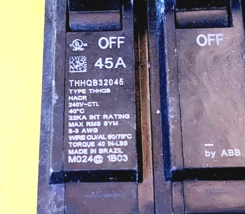 OFF
OFF
45A
THHQB32045
TYPE THHQB
HACR
240V-CTL
40°C
22KA INT RATING
MAX RMS SYM
8-3 AWG
WIRE CU/AL 60/75°C
TORQUE 40 IN-LBS
MADE IN BRAZIL
M024@ 1B03
by ABB